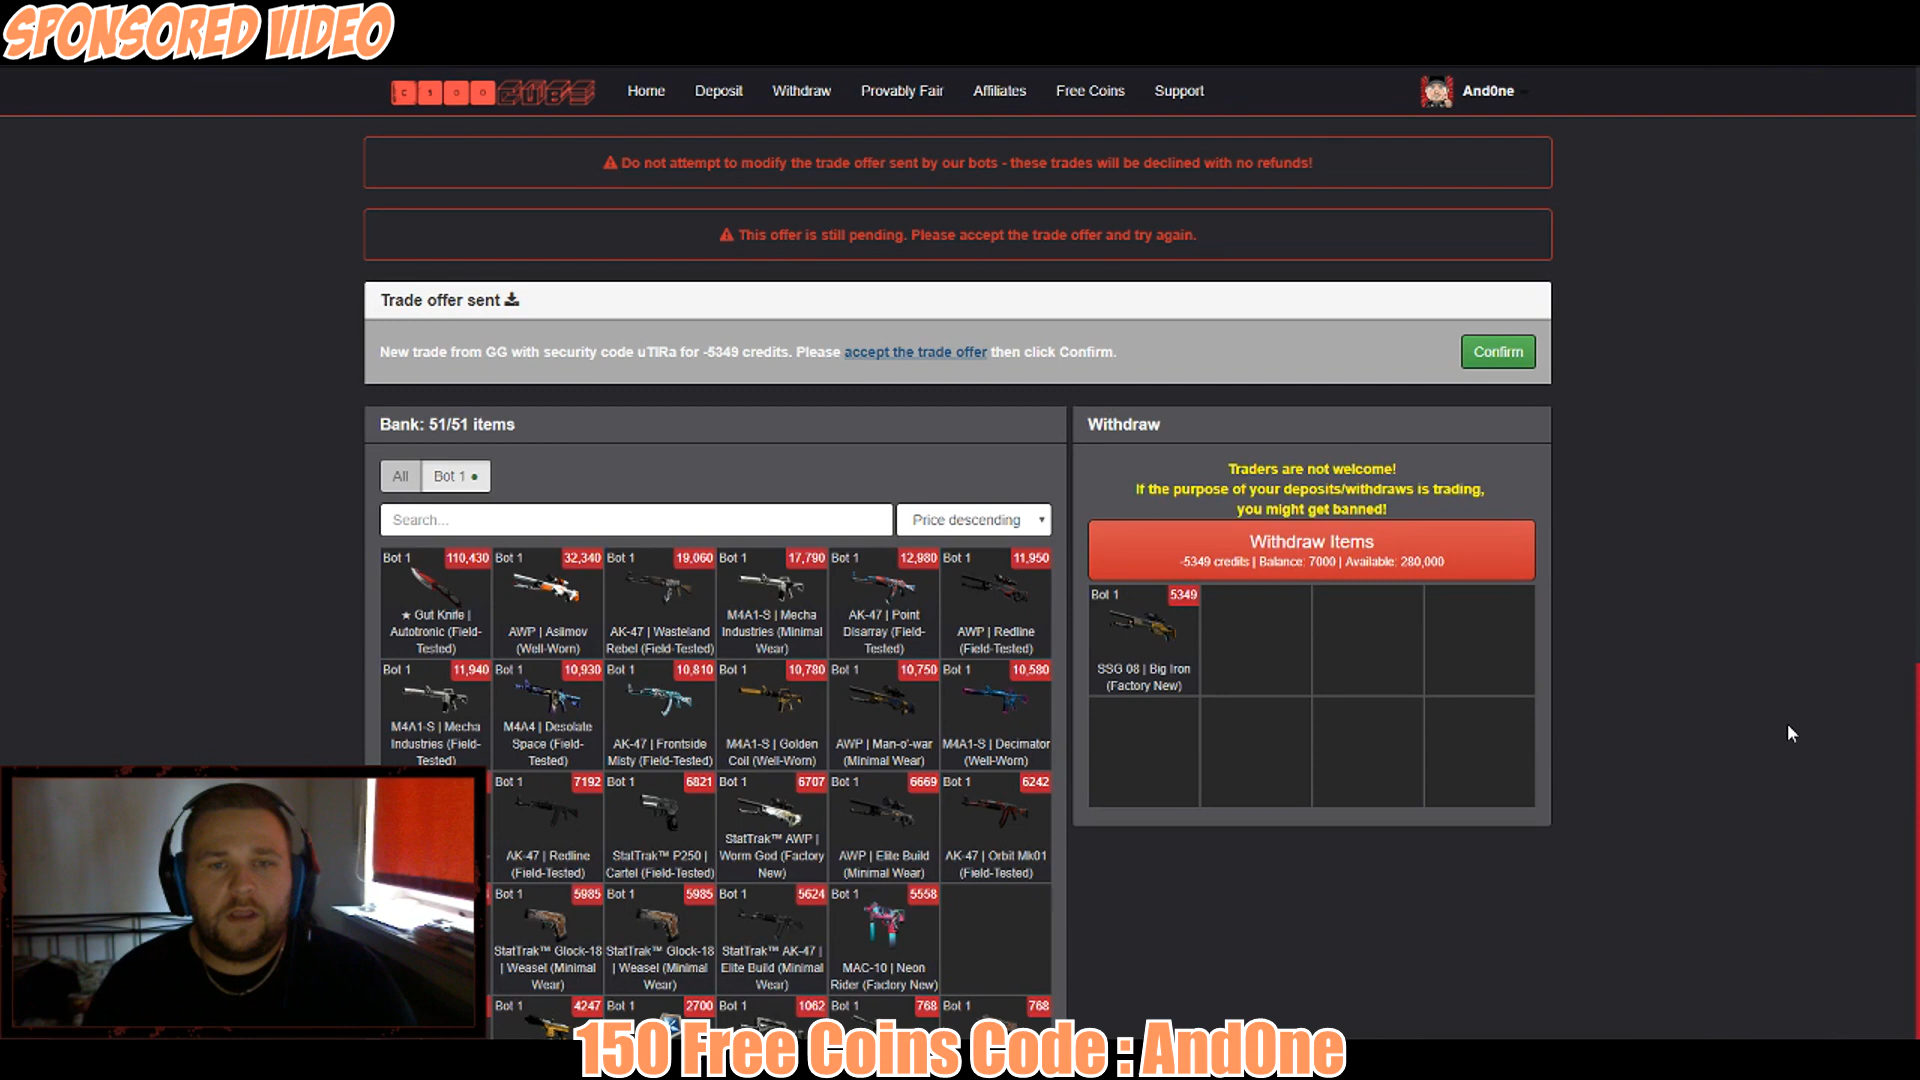 SPONSORED VIDEO
C100 CUBE
Home Deposit Withdraw Provably Fair Affiliates Free Coins Support
And0ne
Do not attempt to modify the trade offer sent by our bots - these trades will be declined with no refunds!
This offer is still pending. Please accept the trade offer and try again.
Trade offer sent
New trade from GG with security code uTIRa for -5349 credits. Please accept the trade offer then click Confirm.
Confirm
Bank: 51/51 items
All Bot 1 ●
Search...
Price descending
Bot 1 110,430 Bot 1 32,340 Bot 1 19,060 Bot 1 17,790 Bot 1 12,980 Bot 1 11,950
★ Gut Knife | Autotronic (Field-Tested)
AWP | Asiimov (Well-Worn)
AK-47 | Wasteland Rebel (Field-Tested)
M4A1-S | Mecha Industries (Minimal Wear)
AK-47 | Point Disarray (Field-Tested)
AWP | Redline (Field-Tested)
Bot 1 11,940 Bot 1 10,930 Bot 1 10,810 Bot 1 10,780 Bot 1 10,750 Bot 1 10,580
M4A1-S | Mecha Industries (Field-Tested)
M4A4 | Desolate Space (Field-Tested)
AK-47 | Frontside Misty (Field-Tested)
M4A1-S | Golden Coil (Well-Worn)
AWP | Man-o'-war (Minimal Wear)
M4A1-S | Decimator (Well-Worn)
Bot 1 7192 Bot 1 6821 Bot 1 6707 Bot 1 6669 Bot 1 6242
AK-47 | Redline (Field-Tested)
StatTrak™ P250 | Cartel (Field-Tested)
StatTrak™ AWP | Worm God (Factory New)
AWP | Elite Build (Minimal Wear)
AK-47 | Orbit Mk01 (Field-Tested)
Bot 1 5985 Bot 1 5985 Bot 1 5624 Bot 1 5558
StatTrak™ Glock-18 | Weasel (Minimal Wear)
StatTrak™ Glock-18 | Weasel (Minimal Wear)
StatTrak™ AK-47 | Elite Build (Minimal Wear)
MAC-10 | Neon Rider (Factory New)
Bot 1 4247 Bot 1 2700 Bot 1 1062 Bot 1 768 Bot 1 768
Withdraw
Traders are not welcome!
If the purpose of your deposits/withdraws is trading,
you might get banned!
Withdraw Items
-5349 credits | Balance: 7000 | Available: 280,000
Bot 1 5349
SSG 08 | Big Iron
(Factory New)
150 Free Coins Code : And0ne